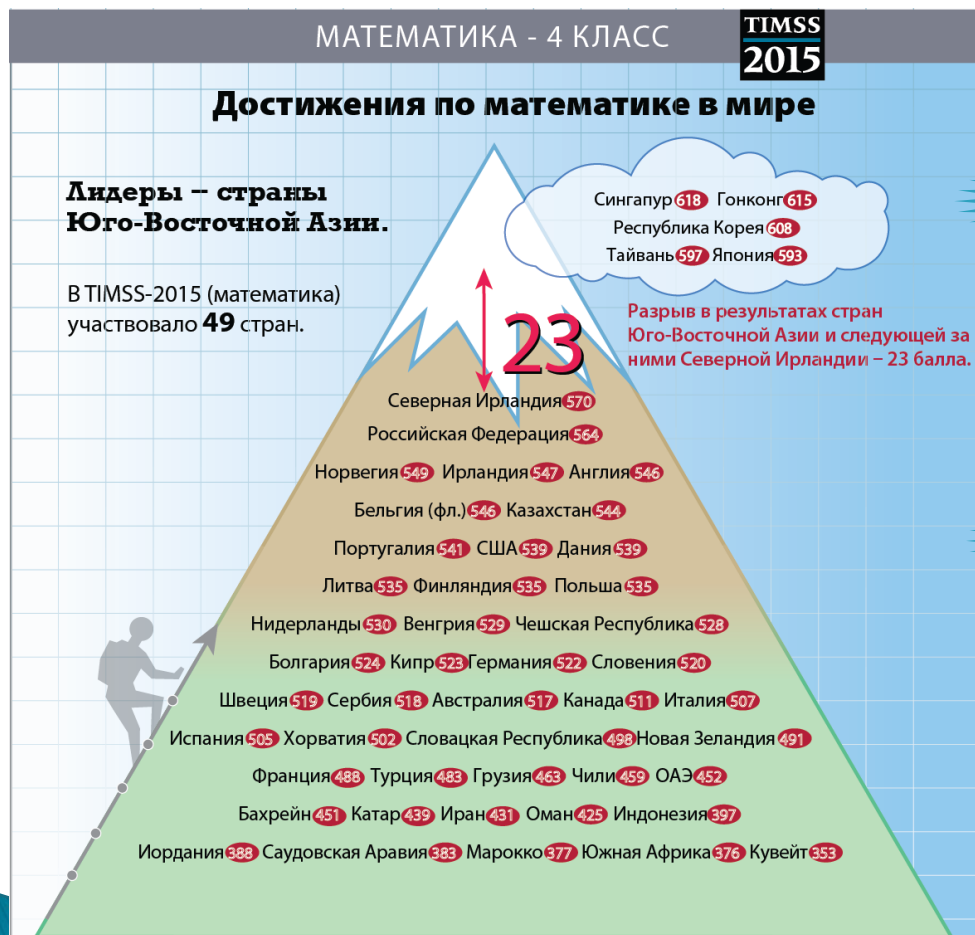 МАТЕМАТИКА - 4 КЛАСС
TIMSS
2015
Достижения по математике в мире
Лидеры – страны
Юго-Восточной Азии.
В TIMSS-2015 (математика)
участвовало 49 стран.
Сингапур 618 Гонконг 615
Республика Корея 608
Тайвань 597 Япония 593
23
Разрыв в результатах стран
Юго-Восточной Азии и следующей за
ними Северной Ирландии – 23 балла.
Северная Ирландия 570
Российская Федерация 564
Норвегия 549 Ирландия 547 Англия 546
Бельгия (фл.) 546 Казахстан 544
Португалия 541 США 539 Дания 539
Литва 535 Финляндия 535 Польша 535
Нидерланды 530 Венгрия 529 Чешская Республика 528
Болгария 524 Кипр 523 Германия 522 Словения 520
Швеция 519 Сербия 518 Австралия 517 Канада 511 Италия 507
Испания 505 Хорватия 502 Словацкая Республика 498 Новая Зеландия 491
Франция 488 Турция 483 Грузия 463 Чили 459 ОАЭ 452
Бахрейн 451 Катар 439 Иран 431 Оман 425 Индонезия 397
Иордания 388 Саудовская Аравия 383 Марокко 377 Южная Африка 376 Кувейт 353